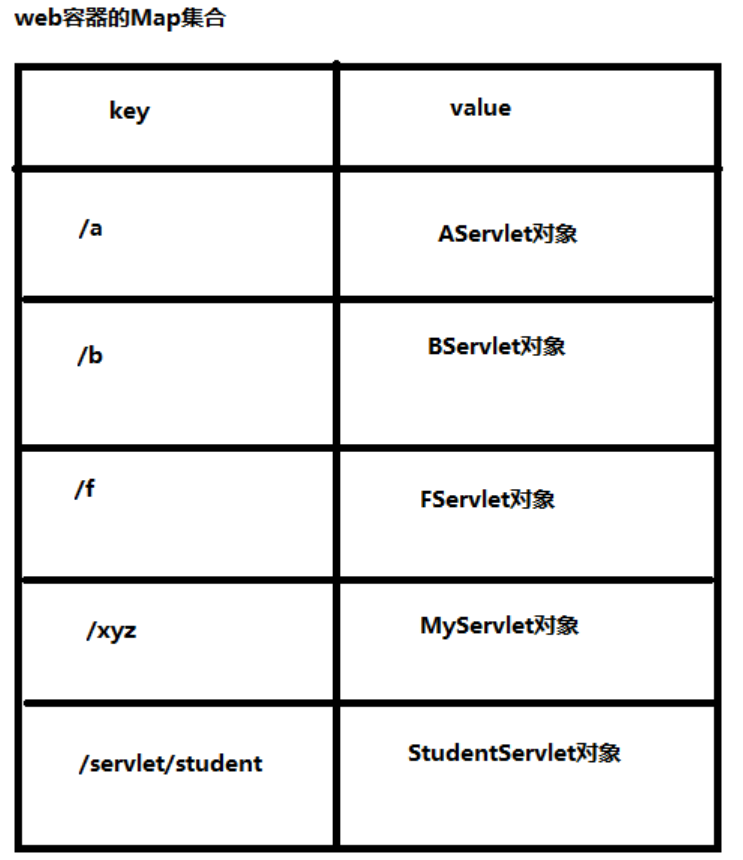 web容器的Map集合
key value
/a AServlet对象
/b BServlet对象
/f FServlet对象
/xyz MyServlet对象
/servlet/student StudentServlet对象